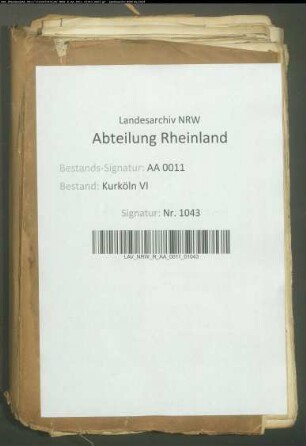 Landesarchiv NRW
Abteilung Rheinland
Bestands-Signatur: AA 0011
Bestand: Kurköln VI
Signatur: Nr. 1043
LAV_NRW_R_AA_0011_01043